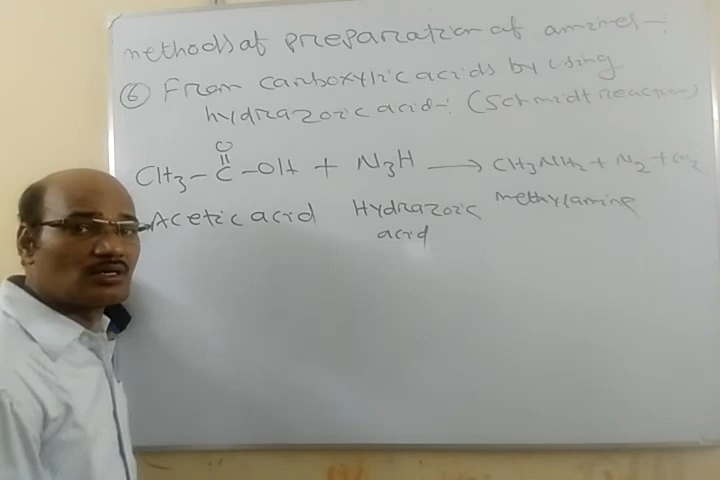 methods of preparation of amines:-
⑥ From carboxylic acids by using
hydrazoic acid:- (Schmidt reaction)
O
||
CH3-C-OH + N3H → CH3NH2 + N2 + CO2
Acetic acid Hydrazoic methylamine
acid